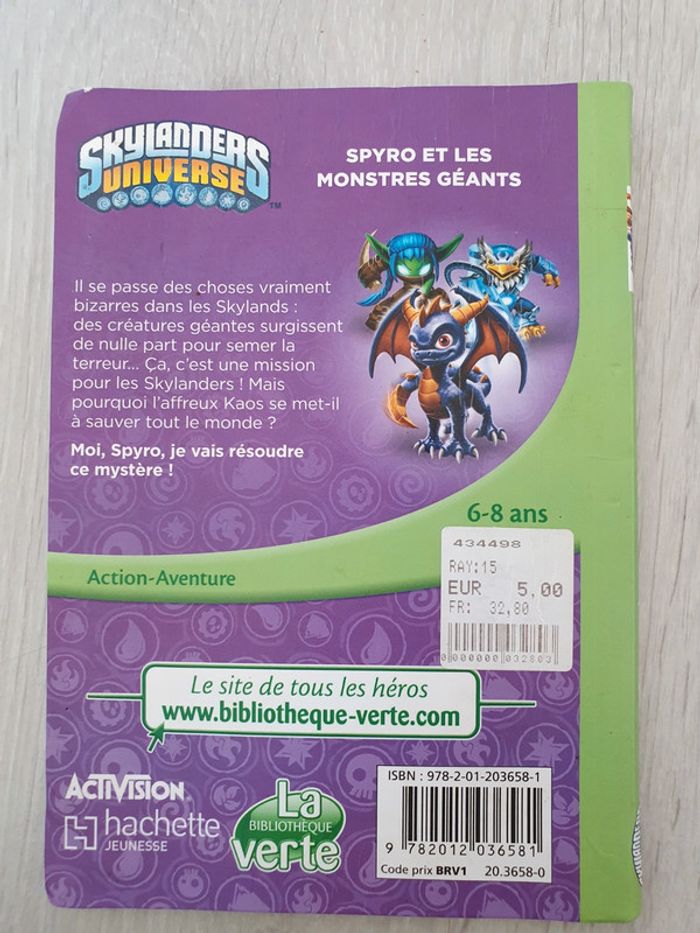 SKYLANDERS
UNIVERSE
TM
SPYRO ET LES
MONSTRES GÉANTS
Il se passe des choses vraiment
bizarres dans les Skylands :
des créatures géantes surgissent
de nulle part pour semer la
terreur... Ça, c'est une mission
pour les Skylanders ! Mais
pourquoi l'affreux Kaos se met-il
à sauver tout le monde ?
Moi, Spyro, je vais résoudre
ce mystère !
6-8 ans
434498
RAY:15
EUR 5,00
FR: 32,80
0000000032803
Action-Aventure
Le site de tous les héros
www.bibliotheque-verte.com
ACTIVISION
hachette
JEUNESSE
La
BIBLIOTHÈQUE
verte
ISBN : 978-2-01-203658-1
9 782012 036581
Code prix BRV1 20.3658-0
SKYLANDERS